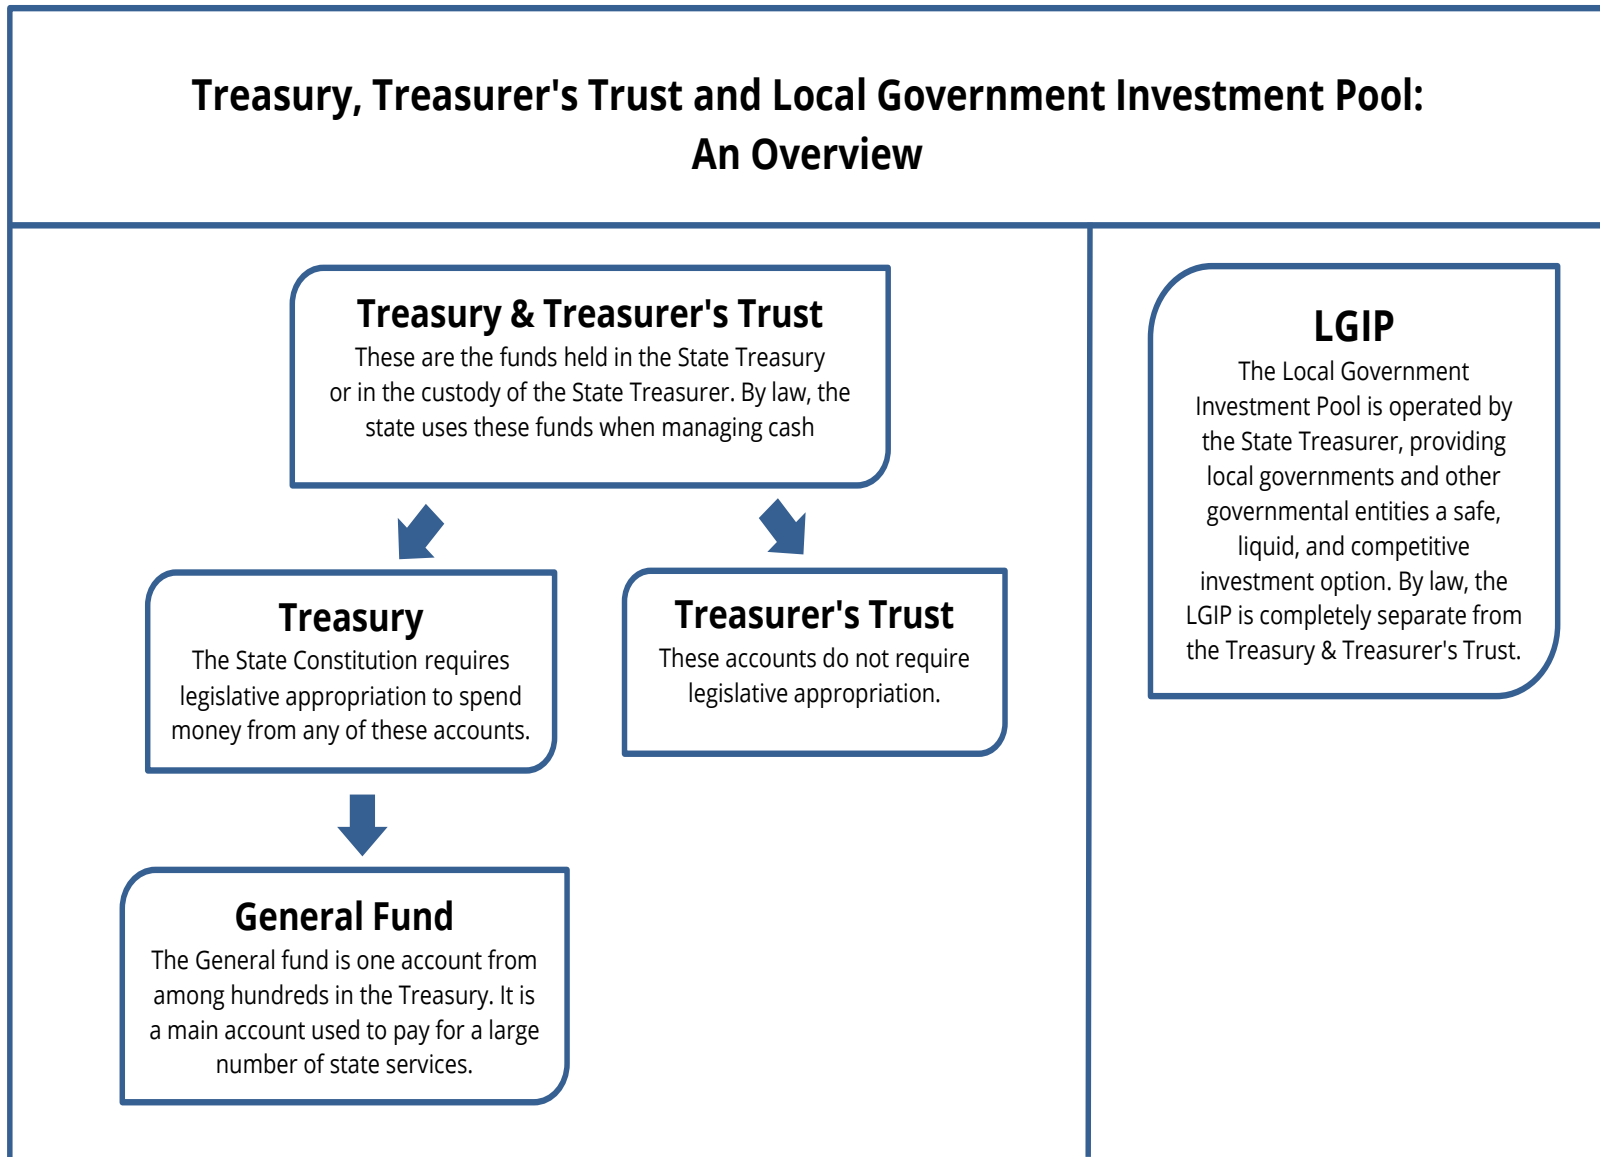 Treasury, Treasurer's Trust and Local Government Investment Pool:
An Overview
Treasury & Treasurer's Trust
These are the funds held in the State Treasury
or in the custody of the State Treasurer. By law, the
state uses these funds when managing cash
Treasury
The State Constitution requires
legislative appropriation to spend
money from any of these accounts.
Treasurer's Trust
These accounts do not require
legislative appropriation.
General Fund
The General fund is one account from
among hundreds in the Treasury. It is
a main account used to pay for a large
number of state services.
LGIP
The Local Government
Investment Pool is operated by
the State Treasurer, providing
local governments and other
governmental entities a safe,
liquid, and competitive
investment option. By law, the
LGIP is completely separate from
the Treasury & Treasurer's Trust.